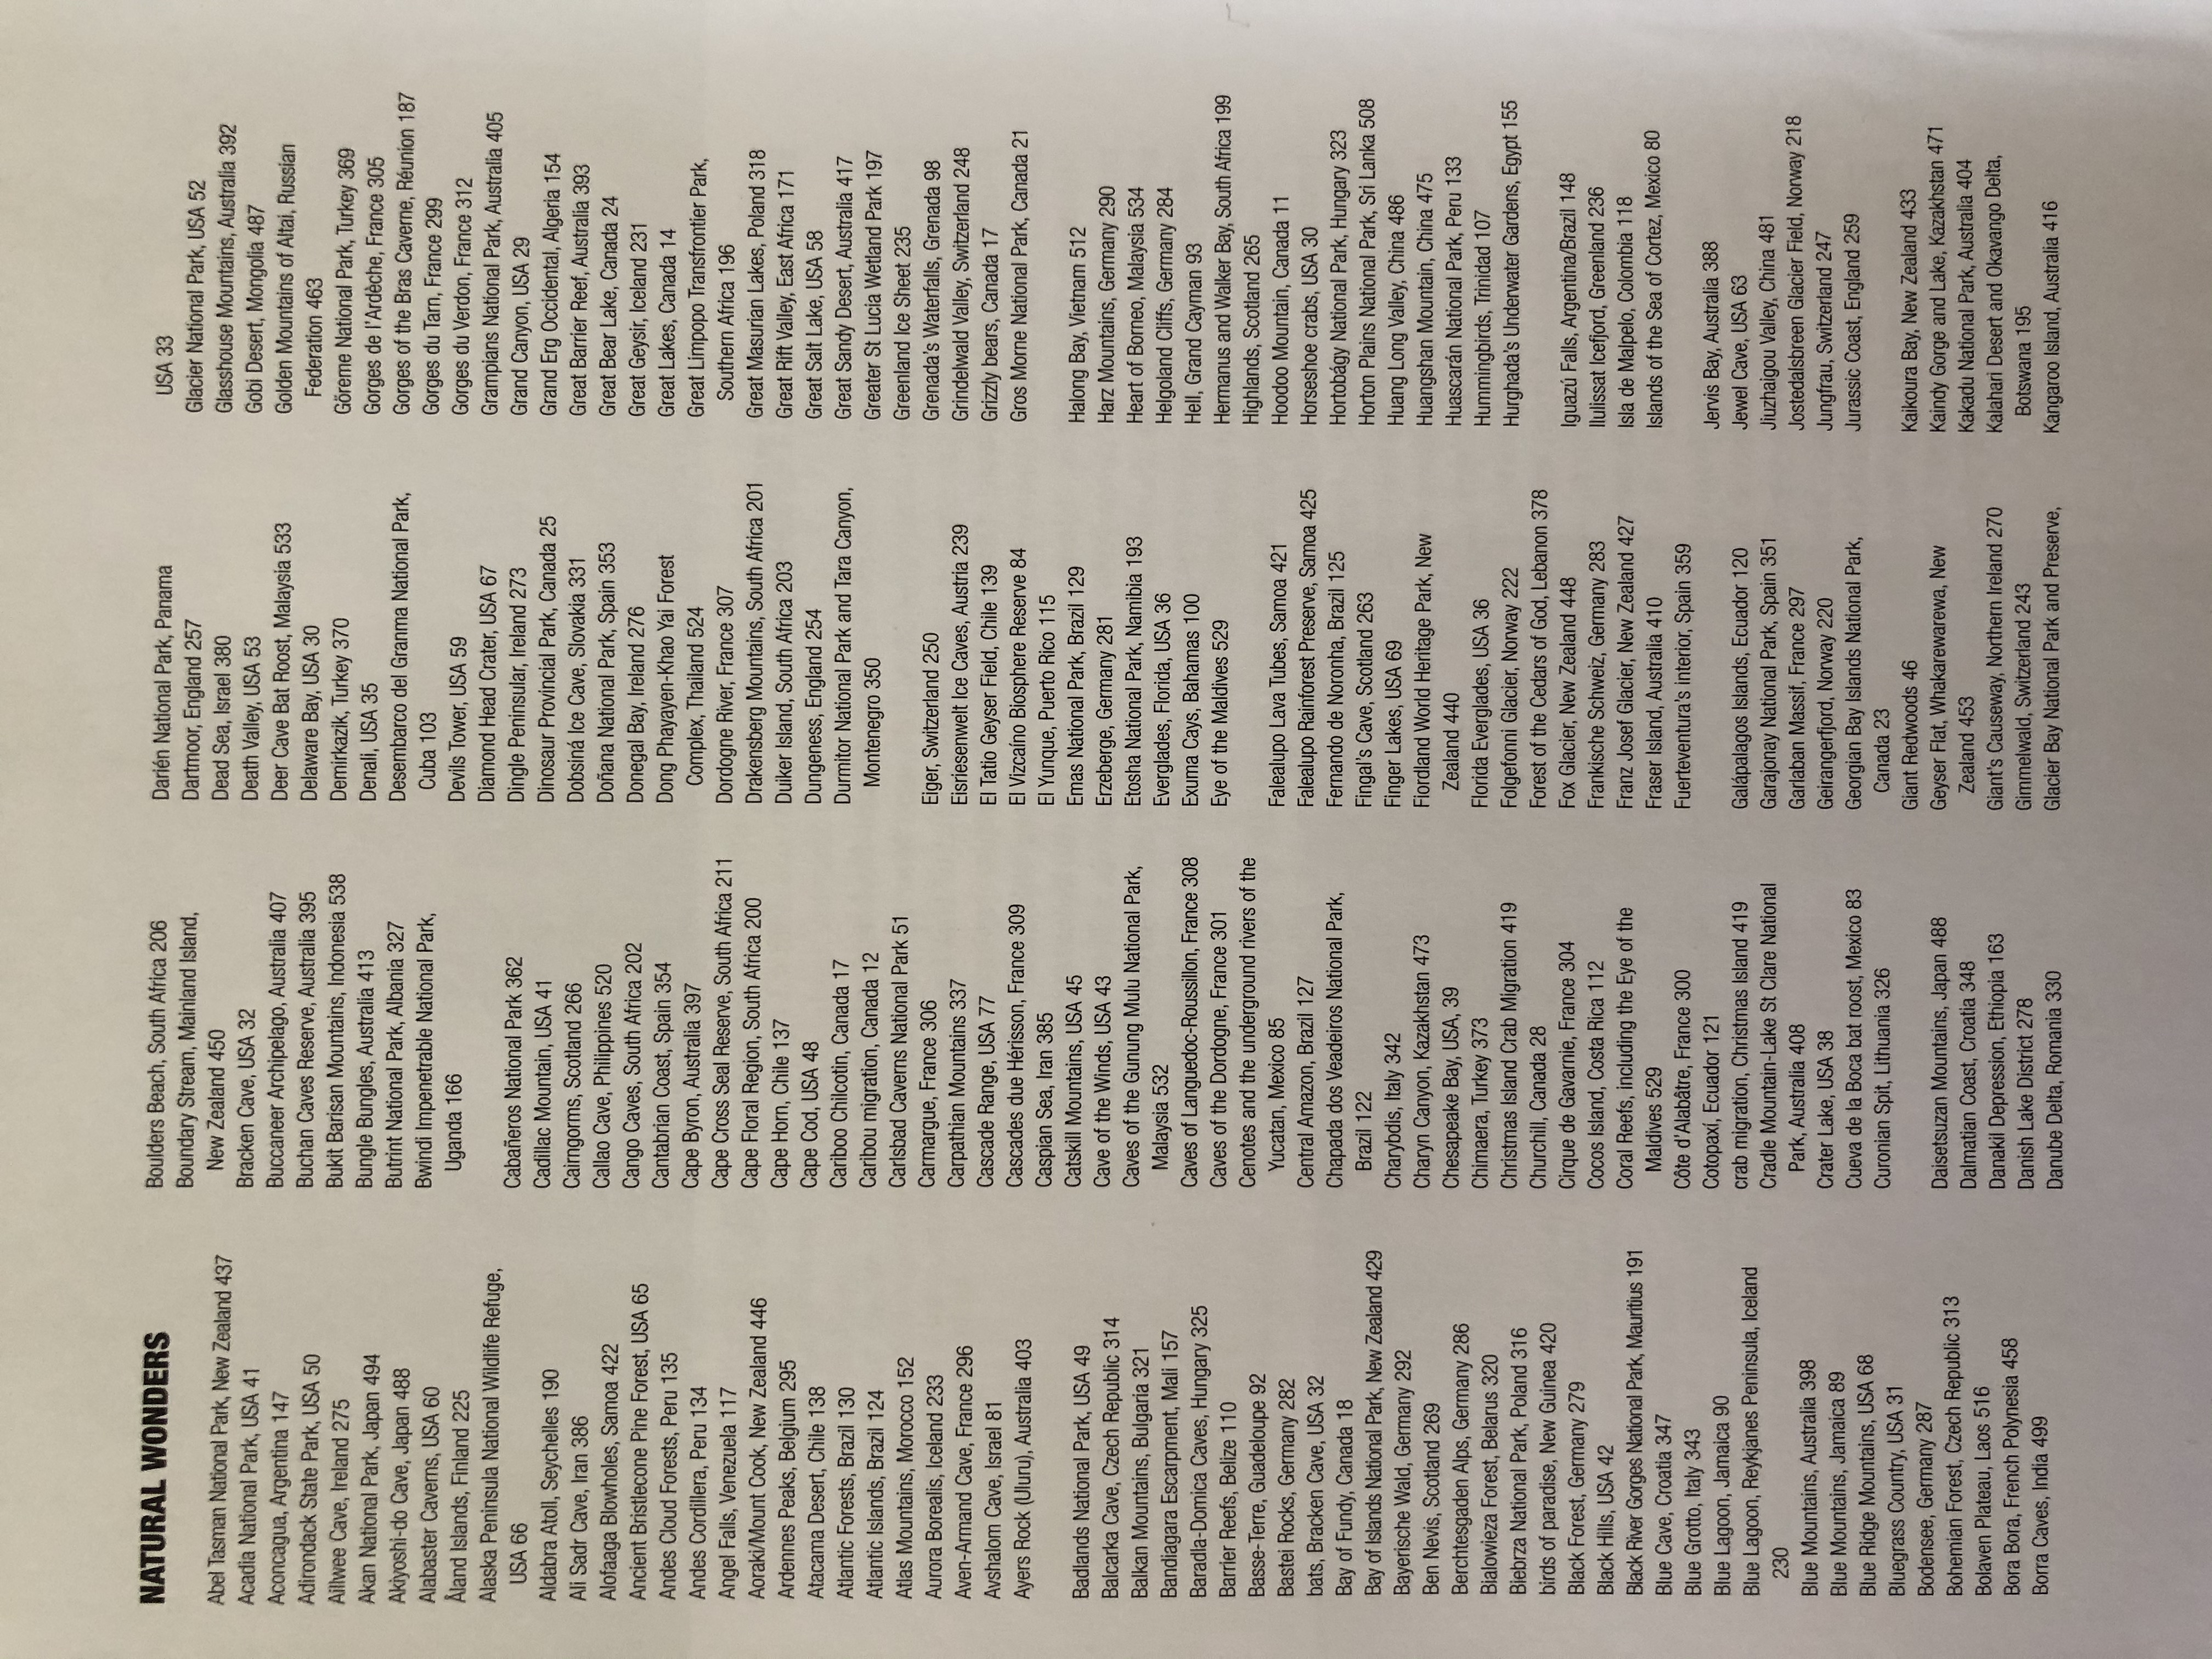 NATURAL WONDERS
Abel Tasman National Park, New Zealand 437
Acadia National Park, USA 41
Aconcagua, Argentina 147
Adirondack State Park, USA 50
Aillwee Cave, Ireland 275
Akan National Park, Japan 494
Akiyoshi-do Cave, Japan 488
Alabaster Caverns, USA 60
Åland Islands, Finland 225
Alaska Peninsula National Wildlife Refuge,
USA 66
Aldabra Atoll, Seychelles 190
Ali Sadr Cave, Iran 386
Alofaaga Blowholes, Samoa 422
Ancient Bristlecone Pine Forest, USA 65
Andes Cloud Forests, Peru 135
Andes Cordillera, Peru 134
Angel Falls, Venezuela 117
Aoraki/Mount Cook, New Zealand 446
Ardennes Peaks, Belgium 295
Atacama Desert, Chile 138
Atlantic Forests, Brazil 130
Atlantic Islands, Brazil 124
Atlas Mountains, Morocco 152
Aurora Borealis, Iceland 233
Aven-Armand Cave, France 296
Avshalom Cave, Israel 81
Ayers Rock (Uluru), Australia 403
Badlands National Park, USA 49
Balcarka Cave, Czech Republic 314
Balkan Mountains, Bulgaria 321
Bandiagara Escarpment, Mali 157
Baradla-Domica Caves, Hungary 325
Barrier Reefs, Belize 110
Basse-Terre, Guadeloupe 92
Bastei Rocks, Germany 282
bats, Bracken Cave, USA 32
Bay of Fundy, Canada 18
Bay of Islands National Park, New Zealand 429
Bayerische Wald, Germany 292
Ben Nevis, Scotland 269
Berchtesgaden Alps, Germany 286
Bialowieza Forest, Belarus 320
Biebrza National Park, Poland 316
birds of paradise, New Guinea 420
Black Forest, Germany 279
Black Hills, USA 42
Black River Gorges National Park, Mauritius 191
Blue Cave, Croatia 347
Blue Grotto, Italy 343
Blue Lagoon, Jamaica 90
Blue Lagoon, Reykjanes Peninsula, Iceland
230
Blue Mountains, Australia 398
Blue Mountains, Jamaica 89
Blue Ridge Mountains, USA 68
Bluegrass Country, USA 31
Bodensee, Germany 287
Bohemian Forest, Czech Republic 313
Bolaven Plateau, Laos 516
Bora Bora, French Polynesia 458
Borra Caves, India 499
Boulders Beach, South Africa 206
Boundary Stream, Mainland Island,
New Zealand 450
Bracken Cave, USA 32
Buccaneer Archipelago, Australia 407
Buchan Caves Reserve, Australia 395
Bukit Barisan Mountains, Indonesia 538
Bungle Bungles, Australia 413
Butrint National Park, Albania 327
Bwindi Impenetrable National Park,
Uganda 166
Cabañeros National Park 362
Cadillac Mountain, USA 41
Cairngorms, Scotland 266
Callao Cave, Philippines 520
Cango Caves, South Africa 202
Cantabrian Coast, Spain 354
Cape Byron, Australia 397
Cape Cross Seal Reserve, South Africa 211
Cape Floral Region, South Africa 200
Cape Horn, Chile 137
Cape Cod, USA 48
Cariboo Chilcotin, Canada 17
Caribou migration, Canada 12
Carlsbad Caverns National Park 51
Carmargue, France 306
Carpathian Mountains 337
Cascade Range, USA 77
Cascades due Hérisson, France 309
Caspian Sea, Iran 385
Catskill Mountains, USA 45
Cave of the Winds, USA 43
Caves of the Gunung Mulu National Park,
Malaysia 532
Caves of Languedoc-Roussillon, France 308
Caves of the Dordogne, France 301
Cenotes and the underground rivers of the
Yucatan, Mexico 85
Central Amazon, Brazil 127
Chapada dos Veadeiros National Park,
Brazil 122
Charybdis, Italy 342
Charyn Canyon, Kazakhstan 473
Chesapeake Bay, USA, 39
Chimaera, Turkey 373
Christmas Island Crab Migration 419
Churchill, Canada 28
Cirque de Gavarnie, France 304
Cocos Island, Costa Rica 112
Coral Reefs, including the Eye of the
Maldives 529
Côte d'Alabâtre, France 300
Cotopaxí, Ecuador 121
crab migration, Christmas Island 419
Cradle Mountain-Lake St Clare National
Park, Australia 408
Crater Lake, USA 38
Cueva de la Boca bat roost, Mexico 83
Curonian Spit, Lithuania 326
Daisetsuzan Mountains, Japan 488
Dalmatian Coast, Croatia 348
Danakil Depression, Ethiopia 163
Danish Lake District 278
Danube Delta, Romania 330
Darién National Park, Panama
Dartmoor, England 257
Dead Sea, Israel 380
Death Valley, USA 53
Deer Cave Bat Roost, Malaysia 533
Delaware Bay, USA 30
Demirkazik, Turkey 370
Denali, USA 35
Desembarco del Granma National Park,
Cuba 103
Devils Tower, USA 59
Diamond Head Crater, USA 67
Dingle Peninsular, Ireland 273
Dinosaur Provincial Park, Canada 25
Dobsiná Ice Cave, Slovakia 331
Doñana National Park, Spain 353
Donegal Bay, Ireland 276
Dong Phayayen-Khao Yai Forest
Complex, Thailand 524
Dordogne River, France 307
Drakensberg Mountains, South Africa 201
Duiker Island, South Africa 203
Dungeness, England 254
Durmitor National Park and Tara Canyon,
Montenegro 350
Eiger, Switzerland 250
Eisriesenwelt Ice Caves, Austria 239
El Tatio Geyser Field, Chile 139
El Vizcaíno Biosphere Reserve 84
El Yunque, Puerto Rico 115
Emas National Park, Brazil 129
Erzeberge, Germany 281
Etosha National Park, Namibia 193
Everglades, Florida, USA 36
Exuma Cays, Bahamas 100
Eye of the Maldives 529
Falealupo Lava Tubes, Samoa 421
Falealupo Rainforest Preserve, Samoa 425
Fernando de Noronha, Brazil 125
Fingal's Cave, Scotland 263
Finger Lakes, USA 69
Fiordland World Heritage Park, New
Zealand 440
Florida Everglades, USA 36
Folgefonni Glacier, Norway 222
Forest of the Cedars of God, Lebanon 378
Fox Glacier, New Zealand 448
Frankische Schweiz, Germany 283
Franz Josef Glacier, New Zealand 427
Fraser Island, Australia 410
Fuerteventura's interior, Spain 359
Galápalagos Islands, Ecuador 120
Garajonay National Park, Spain 351
Garlaban Massif, France 297
Geirangerfjord, Norway 220
Georgian Bay Islands National Park,
Canada 23
Giant Redwoods 46
Geyser Flat, Whakarewarewa, New
Zealand 453
Giant's Causeway, Northern Ireland 270
Gimmelwald, Switzerland 243
Glacier Bay National Park and Preserve,
USA 33
Glacier National Park, USA 52
Glasshouse Mountains, Australia 392
Gobi Desert, Mongolia 487
Golden Mountains of Altai, Russian
Federation 463
Göreme National Park, Turkey 369
Gorges de l'Ardèche, France 305
Gorges of the Bras Caverne, Réunion 187
Gorges du Tarn, France 299
Gorges du Verdon, France 312
Grampians National Park, Australia 405
Grand Canyon, USA 29
Grand Erg Occidental, Algeria 154
Great Barrier Reef, Australia 393
Great Bear Lake, Canada 24
Great Geysir, Iceland 231
Great Lakes, Canada 14
Great Limpopo Transfrontier Park,
Southern Africa 196
Great Masurian Lakes, Poland 318
Great Rift Valley, East Africa 171
Great Salt Lake, USA 58
Great Sandy Desert, Australia 417
Greater St Lucia Wetland Park 197
Greenland Ice Sheet 235
Grenada's Waterfalls, Grenada 98
Grindelwald Valley, Switzerland 248
Grizzly bears, Canada 17
Gros Morne National Park, Canada 21
Halong Bay, Vietnam 512
Harz Mountains, Germany 290
Heart of Borneo, Malaysia 534
Helgoland Cliffs, Germany 284
Hell, Grand Cayman 93
Hermanus and Walker Bay, South Africa 199
Highlands, Scotland 265
Hoodoo Mountain, Canada 11
Horseshoe crabs, USA 30
Hortobágy National Park, Hungary 323
Horton Plains National Park, Sri Lanka 508
Huang Long Valley, China 486
Huangshan Mountain, China 475
Huascarán National Park, Peru 133
Hummingbirds, Trinidad 107
Hurghada's Underwater Gardens, Egypt 155
Iguazú Falls, Argentina/Brazil 148
Ilulissat Icefjord, Greenland 236
Isla de Malpelo, Colombia 118
Islands of the Sea of Cortez, Mexico 80
Jervis Bay, Australia 388
Jewel Cave, USA 63
Jiuzhaigou Valley, China 481
Jostedalsbreen Glacier Field, Norway 218
Jungfrau, Switzerland 247
Jurassic Coast, England 259
Kaikoura Bay, New Zealand 433
Kaindy Gorge and Lake, Kazakhstan 471
Kakadu National Park, Australia 404
Kalahari Desert and Okavango Delta,
Botswana 195
Kangaroo Island, Australia 416